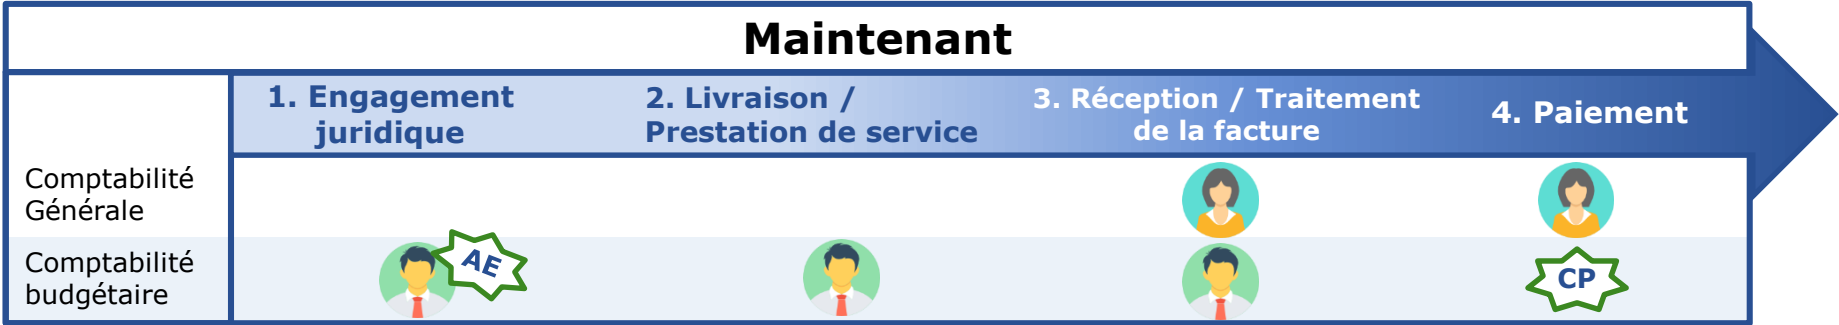 Maintenant
1. Engagement
juridique
2. Livraison /
Prestation de service
3. Réception / Traitement
de la facture
4. Paiement
Comptabilité
Générale
Comptabilité
budgétaire
AE
CP